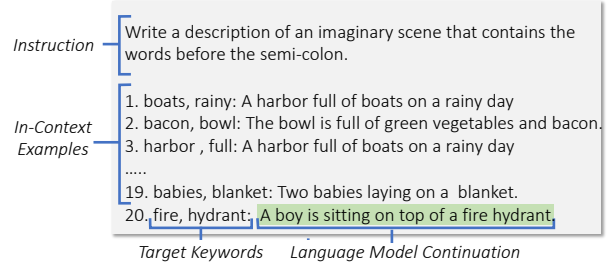 Instruction
Write a description of an imaginary scene that contains the
words before the semi-colon.
In-Context
Examples
1. boats, rainy: A harbor full of boats on a rainy day
2. bacon, bowl: The bowl is full of green vegetables and bacon.
3. harbor , full: A harbor full of boats on a rainy day
.....
19. babies, blanket: Two babies laying on a blanket.
20. fire, hydrant: A boy is sitting on top of a fire hydrant.
Target Keywords
Language Model Continuation